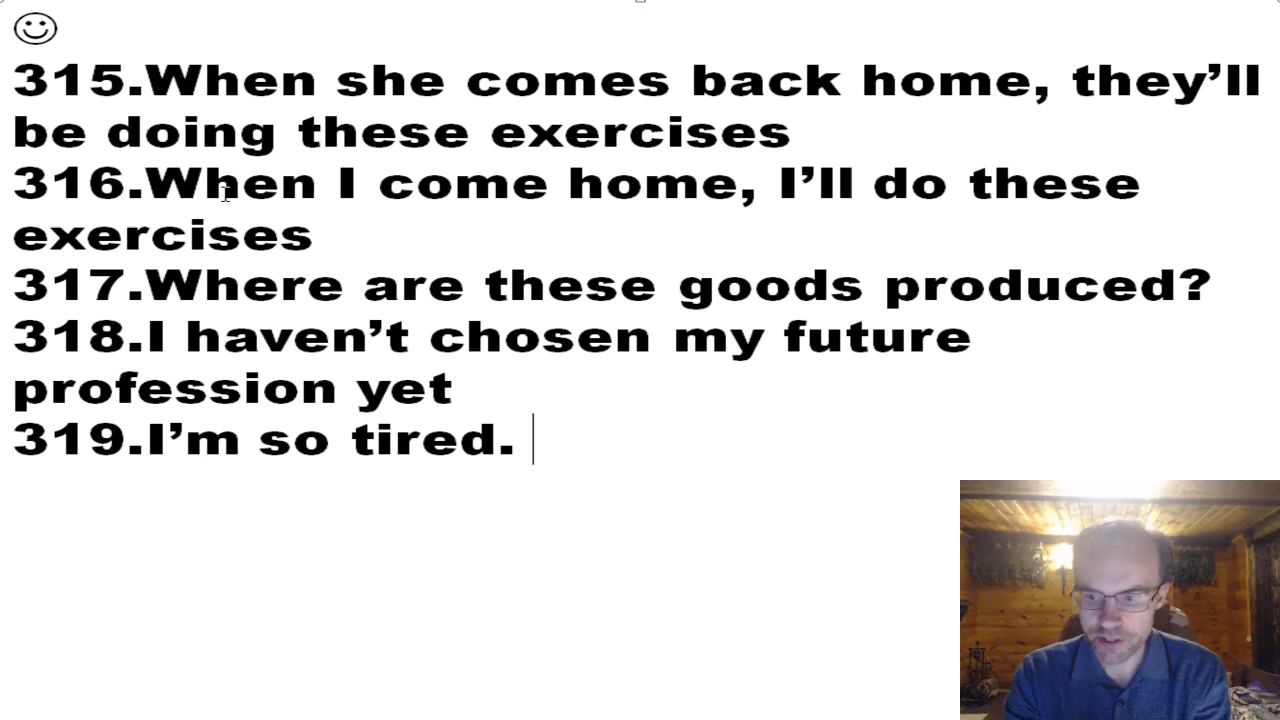 315.When she comes back home, they’ll
be doing these exercises
316.When I come home, I’ll do these
exercises
317.Where are these goods produced?
318.I haven’t chosen my future
profession yet
319.I’m so tired.